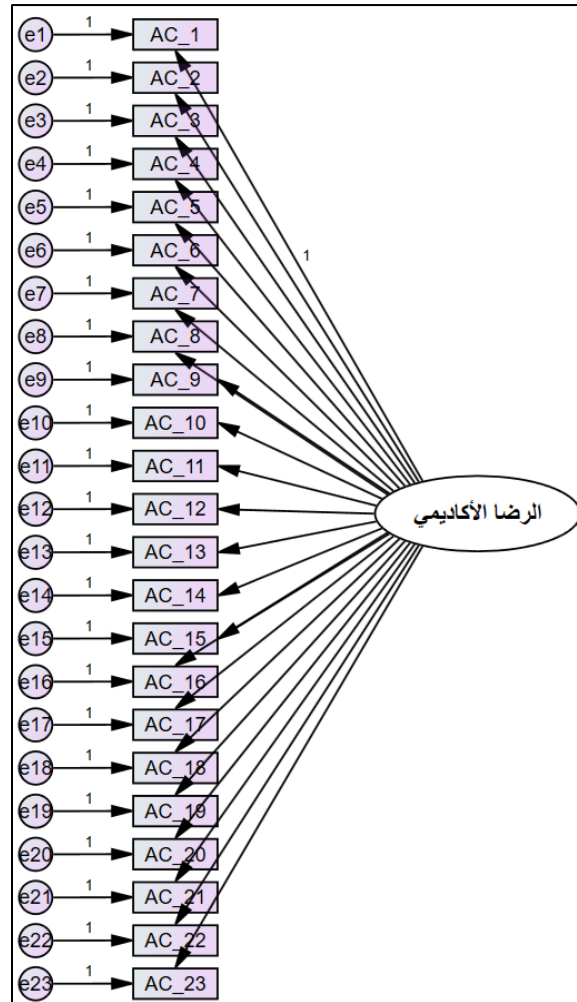 e1 1 AC_1
e2 1 AC_2
e3 1 AC_3
e4 1 AC_4
e5 1 AC_5
e6 1 AC_6
1
e7 1 AC_7
e8 1 AC_8
e9 1 AC_9
e10 1 AC_10
e11 1 AC_11
e12 1 AC_12
الرضا الأكاديمي
e13 1 AC_13
e14 1 AC_14
e15 1 AC_15
e16 1 AC_16
e17 1 AC_17
e18 1 AC_18
e19 1 AC_19
e20 1 AC_20
e21 1 AC_21
e22 1 AC_22
e23 1 AC_23